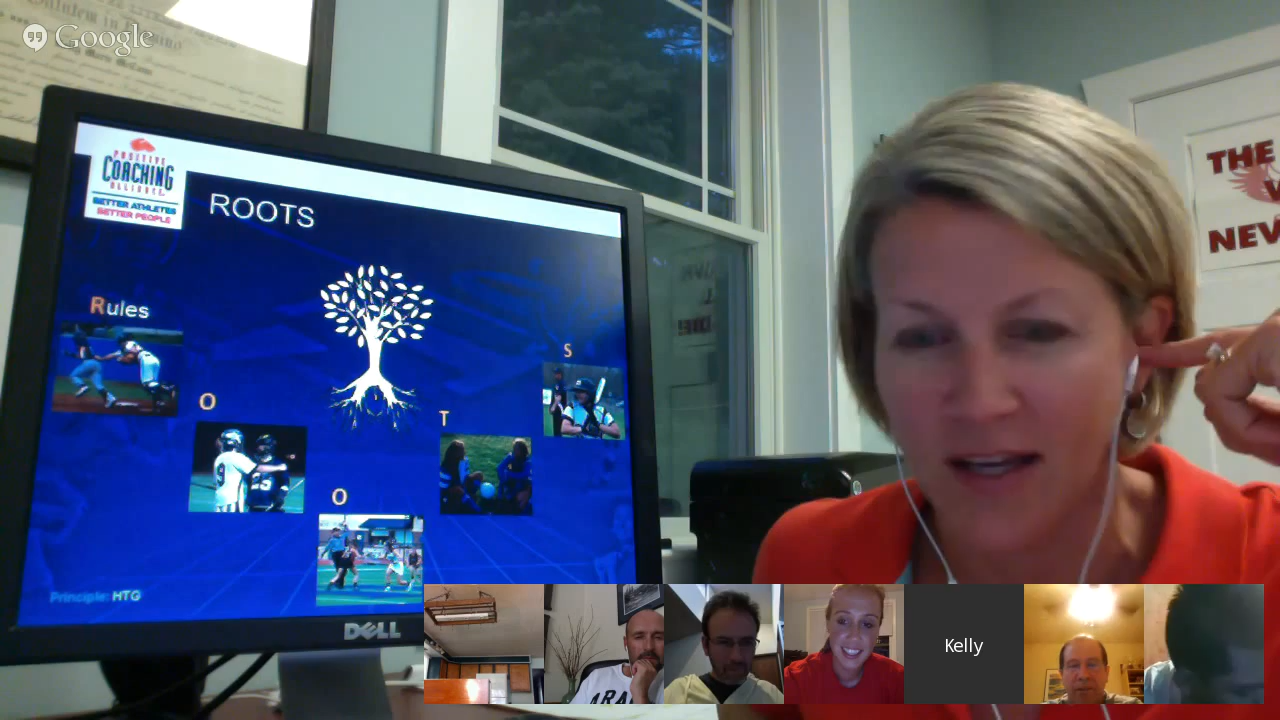 Google
POSITIVE
COACHING
ALLIANCE
BETTER ATHLETES
BETTER PEOPLE
ROOTS
Rules
O
O
T
S
Principle: HTG
DELL
THE
NEV
Kelly